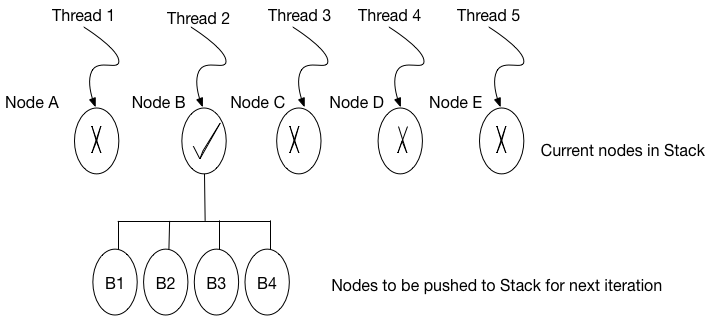 Thread 1
Thread 2
Thread 3
Thread 4
Thread 5
Node A
Node B
Node C
Node D
Node E
Current nodes in Stack
B1
B2
B3
B4
Nodes to be pushed to Stack for next iteration